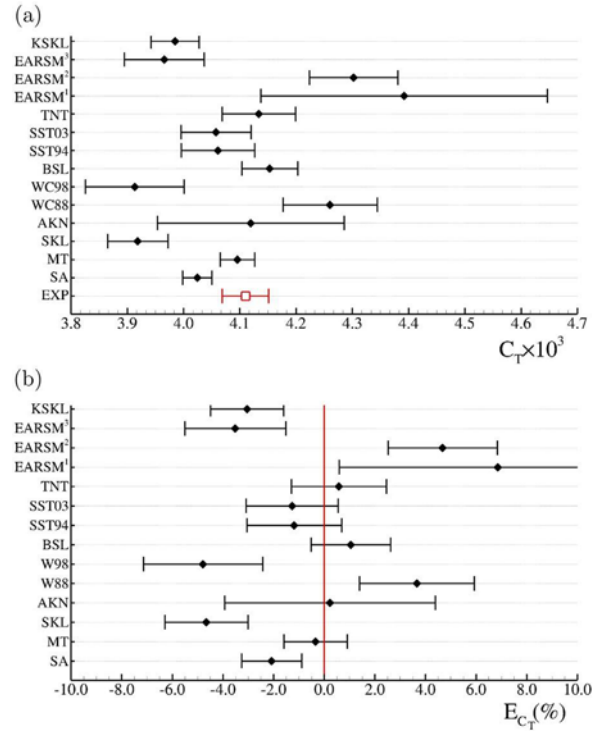 (a)
KSKL
EARSM³
EARSM²
EARSM¹
TNT
SST03
SST94
BSL
WC98
WC88
AKN
SKL
MT
SA
EXP
3.8 3.9 4.0 4.1 4.2 4.3 4.4 4.5 4.6 4.7
C_T×10³
(b)
KSKL
EARSM³
EARSM²
EARSM¹
TNT
SST03
SST94
BSL
W98
W88
AKN
SKL
MT
SA
-10.0 -8.0 -6.0 -4.0 -2.0 0.0 2.0 4.0 6.0 8.0 10.0
E_{C_T}(%)